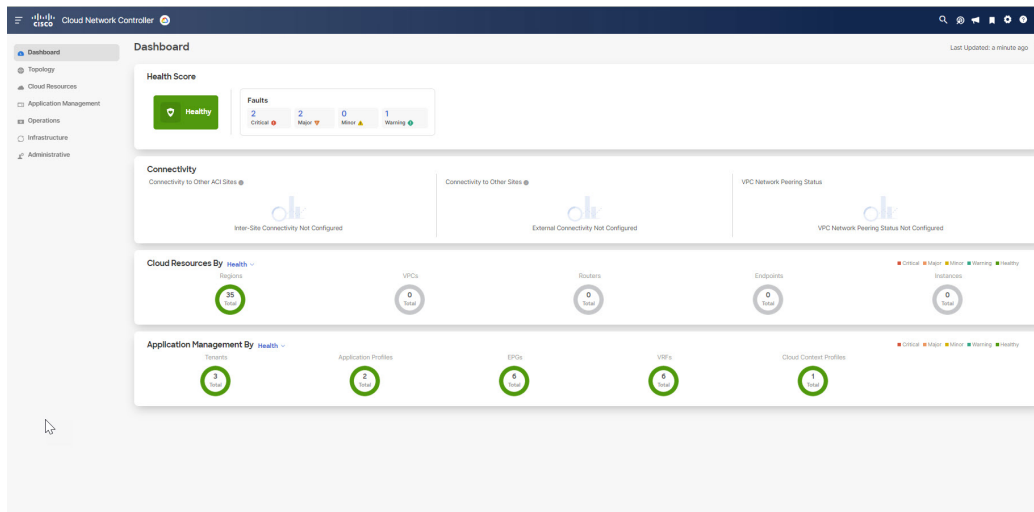 CISCO Cloud Network Controller
Dashboard
Topology
Cloud Resources
Application Management
Operations
Infrastructure
Administrative
Dashboard
Last Updated: a minute ago
Health Score
Healthy
Faults
2 2 0 1
Critical Major Minor Warning
Connectivity
Connectivity to Other ACI Sites
Inter-Site Connectivity Not Configured
Connectivity to Other Sites
External Connectivity Not Configured
VPC Network Peering Status
VPC Network Peering Status Not Configured
Cloud Resources By Health
Critical Major Minor Warning Healthy
Regions VPCs Routers Endpoints Instances
35 0 0 0 0
Total Total Total Total Total
Application Management By Health
Critical Major Minor Warning Healthy
Tenants Application Profiles EPGs VRFs Cloud Context Profiles
3 2 6 6 1
Total Total Total Total Total